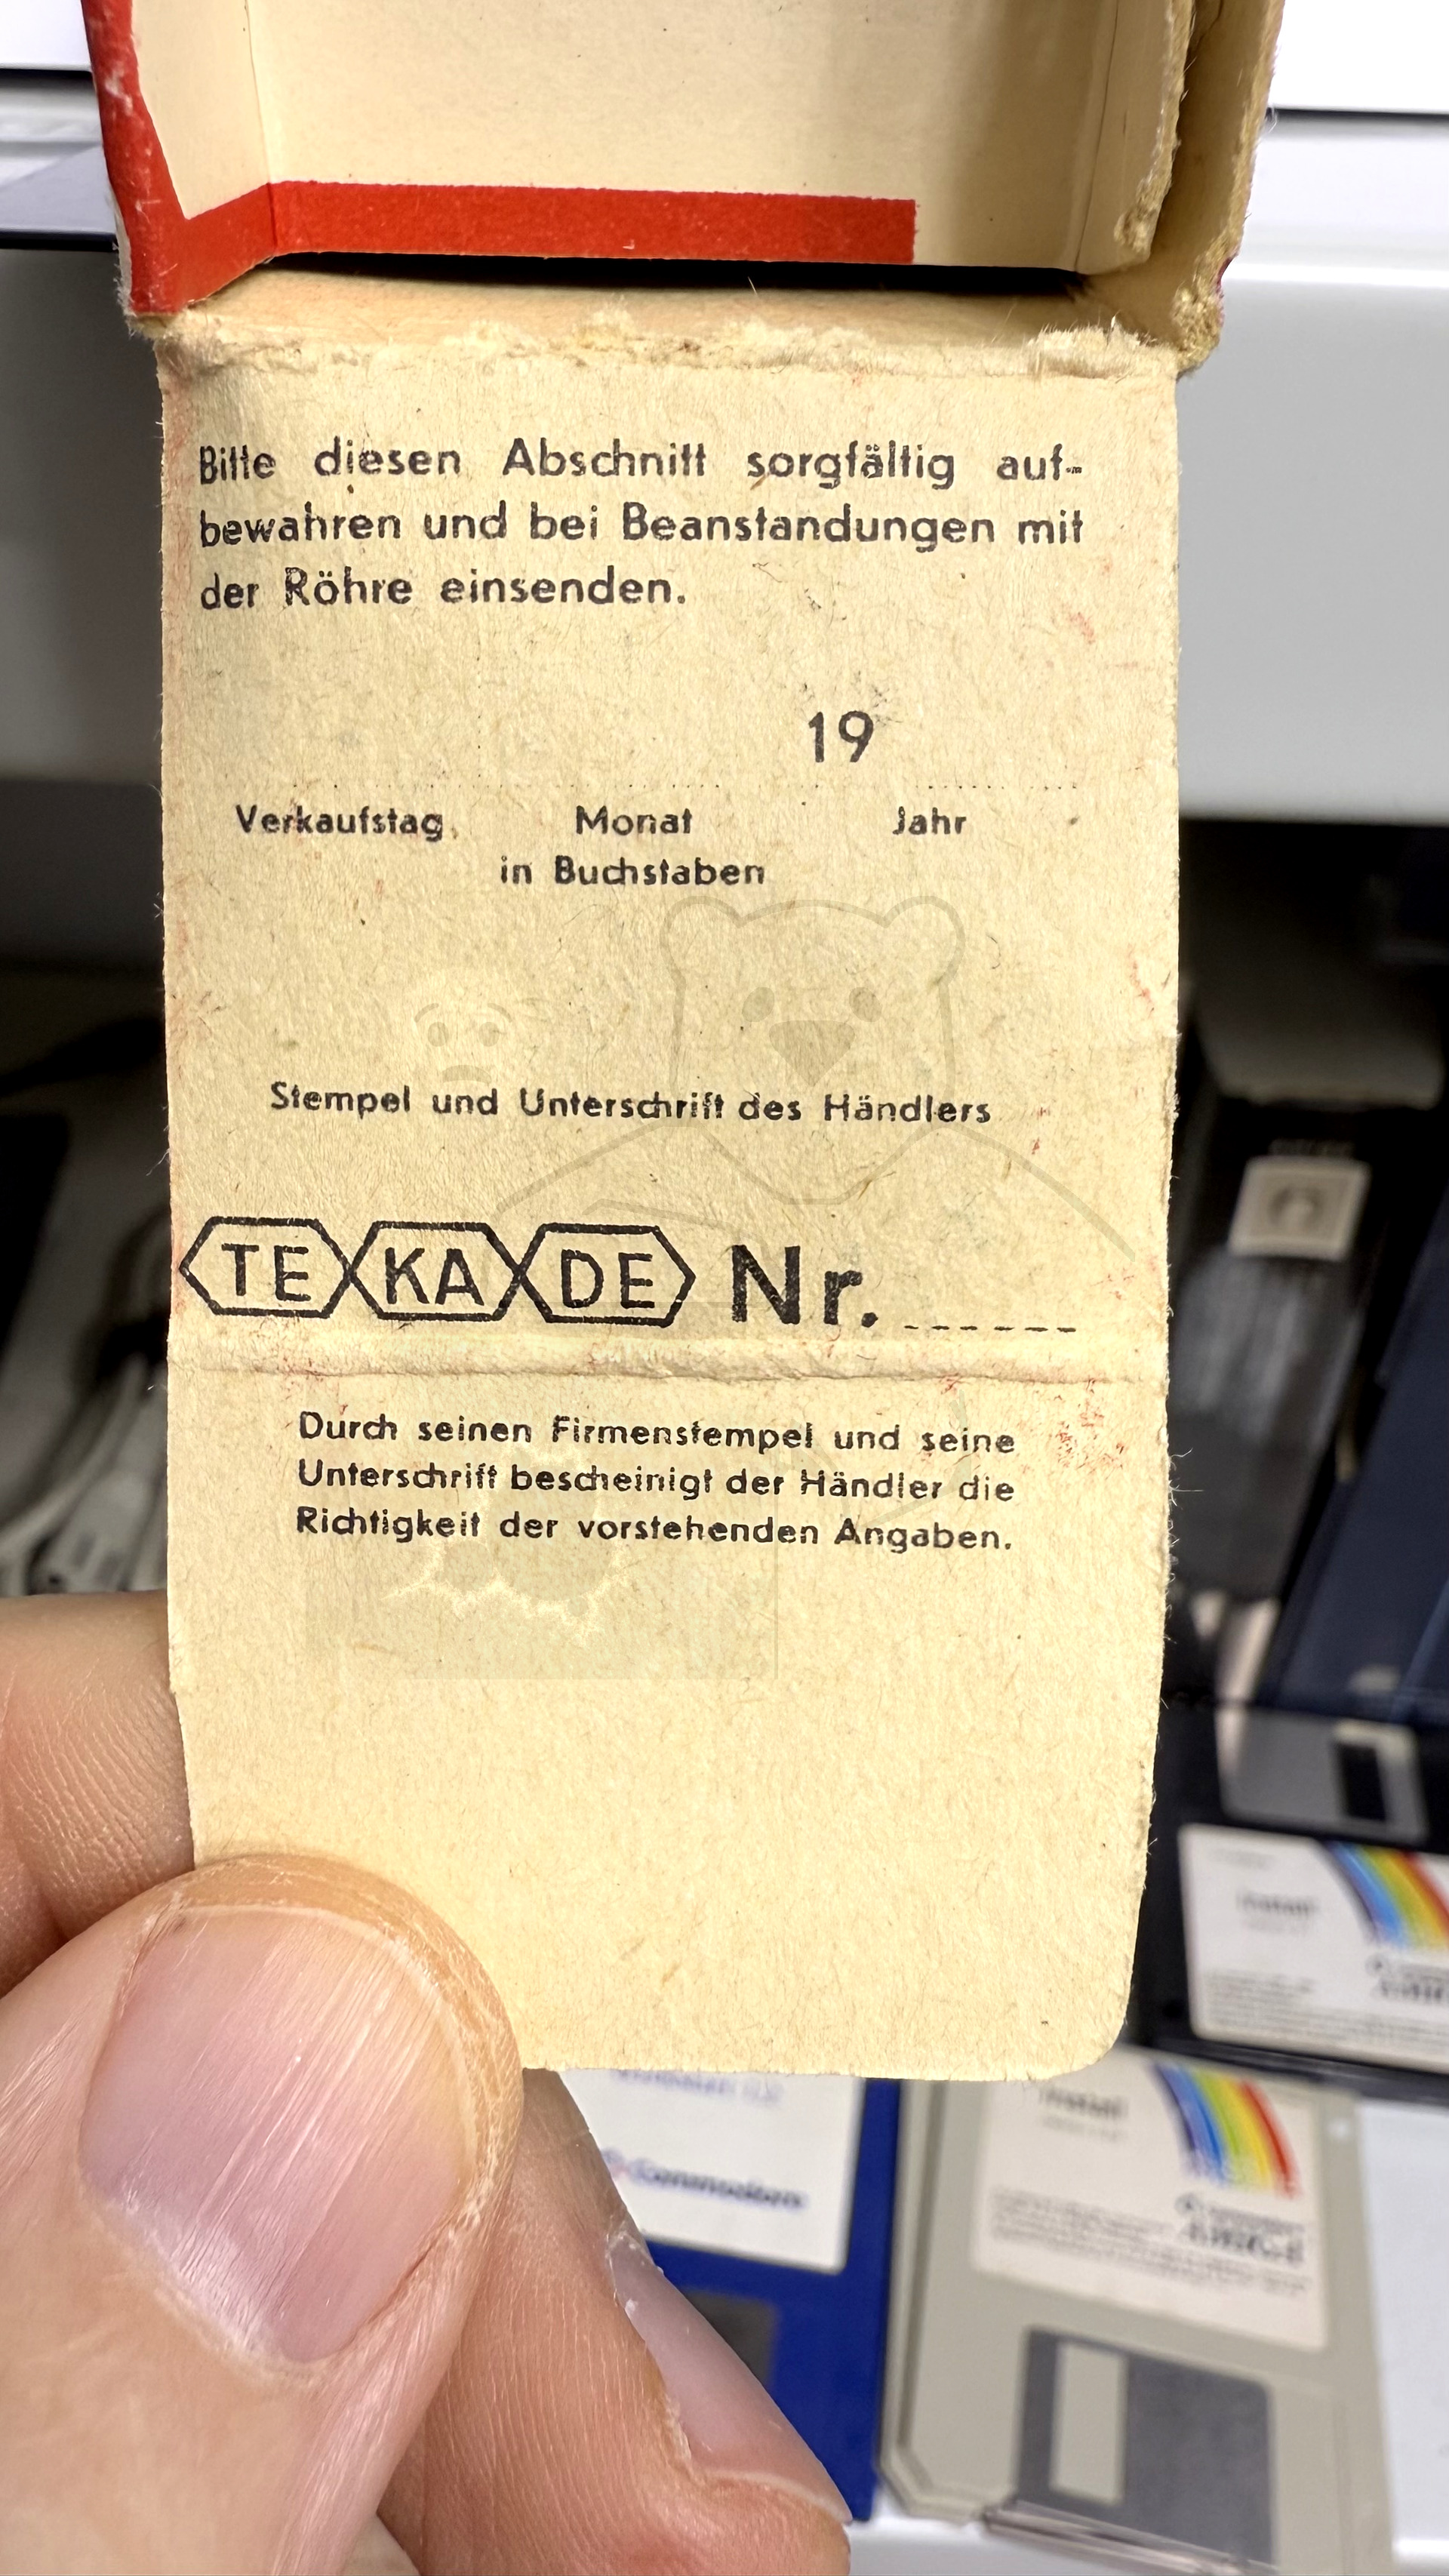 Bitte diesen Abschnitt sorgfältig auf-
bewahren und bei Beanstandungen mit
der Röhre einsenden.
19
Verkaufstag Monat Jahr
in Buchstaben
Stempel und Unterschrift des Händlers
TE KA DE Nr.
Durch seinen Firmenstempel und seine
Unterschrift bescheinigt der Händler die
Richtigkeit der vorstehenden Angaben.
Commodore